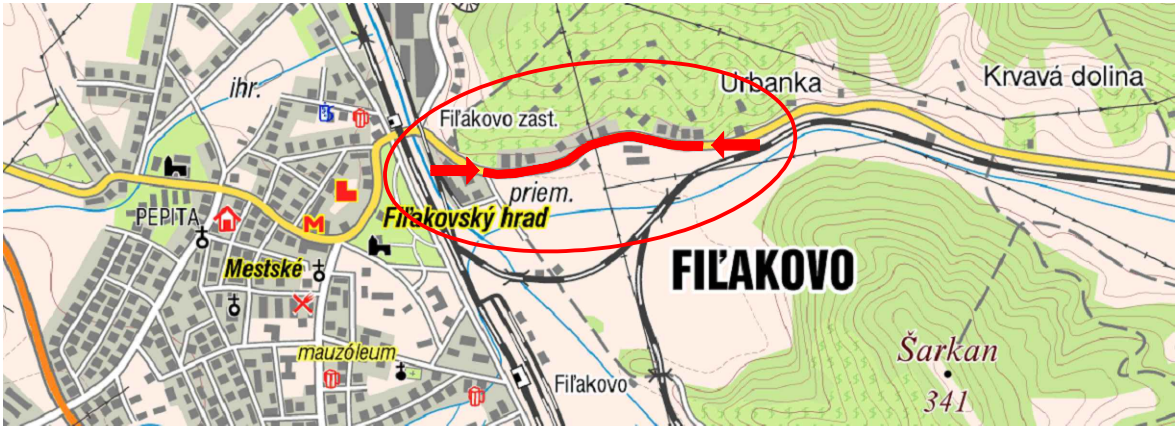 ihr.
Fiľakovo zast.
Urbanka
Krvavá dolina
priem.
PEPITA
M
Fiľakovský hrad
Mestské
FIĽAKOVO
mauzóleum
Fiľakovo
Šarkan
341